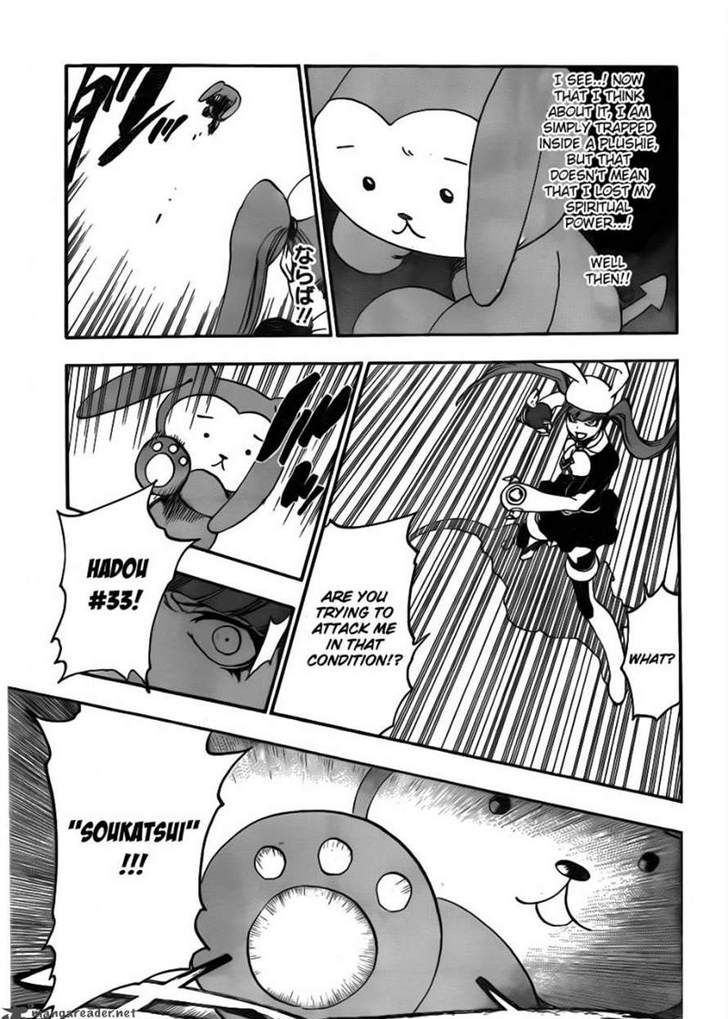 I SEE..! NOW
THAT I THINK
ABOUT IT, I AM
SIMPLY TRAPPED
INSIDE A PLUSHIE,
BUT THAT
DOESN'T MEAN
THAT I LOST MY
SPIRITUAL
POWER...!
WELL
THEN!!
ならば!!
WHAT?
ARE YOU
TRYING TO
ATTACK ME
IN THAT
CONDITION!?
HADOU
#33!
"SOUKATSUI"
!!!
mangareader.net